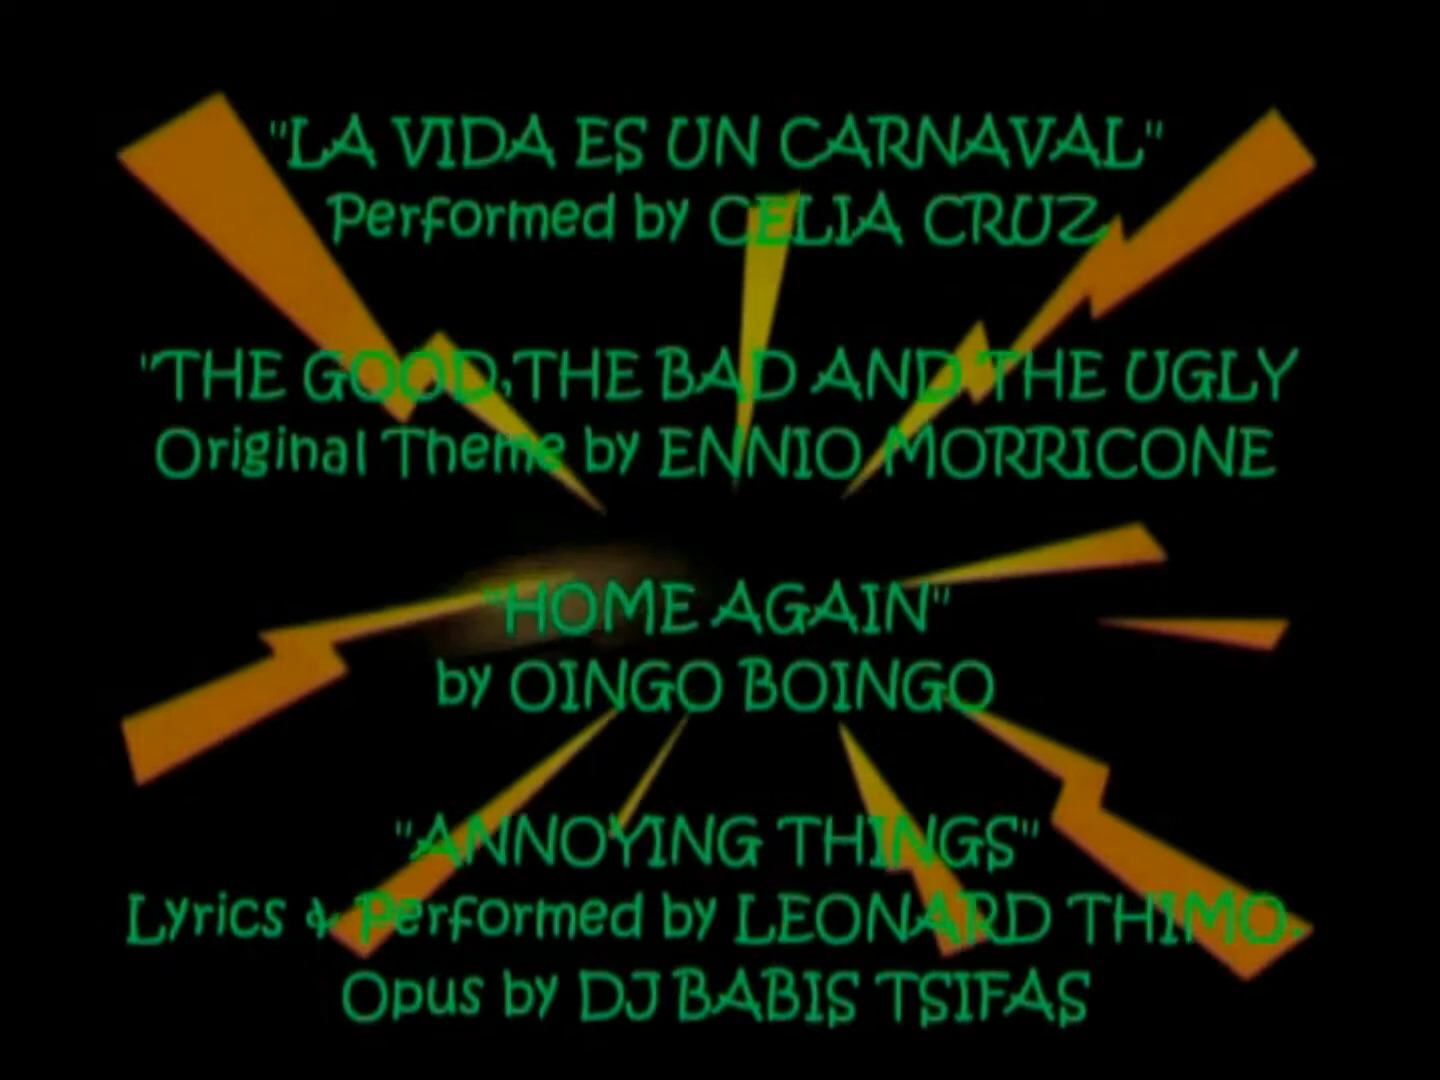 "LA VIDA ES UN CARNAVAL"
Performed by CELIA CRUZ
"THE GOOD,THE BAD AND THE UGLY
Original Theme by ENNIO MORRICONE
"HOME AGAIN"
by OINGO BOINGO
"ANNOYING THINGS"
Lyrics & Performed by LEONARD THIMO.
Opus by DJ BABIS TSIFAS